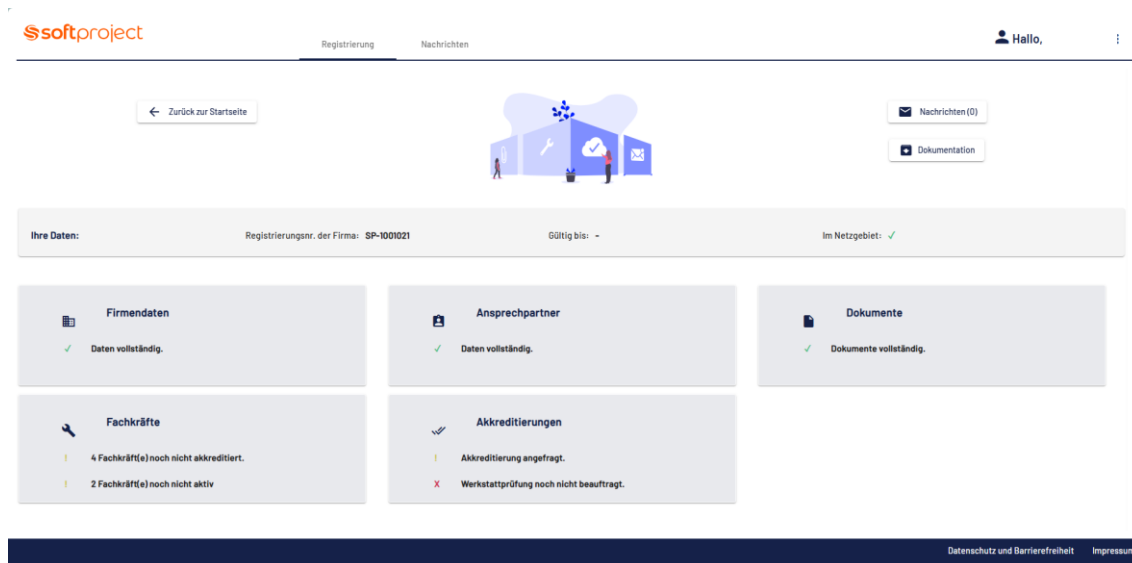 softproject
Registrierung
Nachrichten
Hallo,
Zurück zur Startseite
Nachrichten (0)
Dokumentation
Ihre Daten:
Registrierungsnr. der Firma: SP-1001021
Gültig bis: -
Im Netzgebiet: ✓
Firmendaten
✓ Daten vollständig.
Ansprechpartner
✓ Daten vollständig.
Dokumente
✓ Dokumente vollständig.
Fachkräfte
! 4 Fachkräft(e) noch nicht akkreditiert.
! 2 Fachkräft(e) noch nicht aktiv
Akkreditierungen
! Akkreditierung angefragt.
X Werkstattprüfung noch nicht beauftragt.
Datenschutz und Barrierefreiheit
Impressum